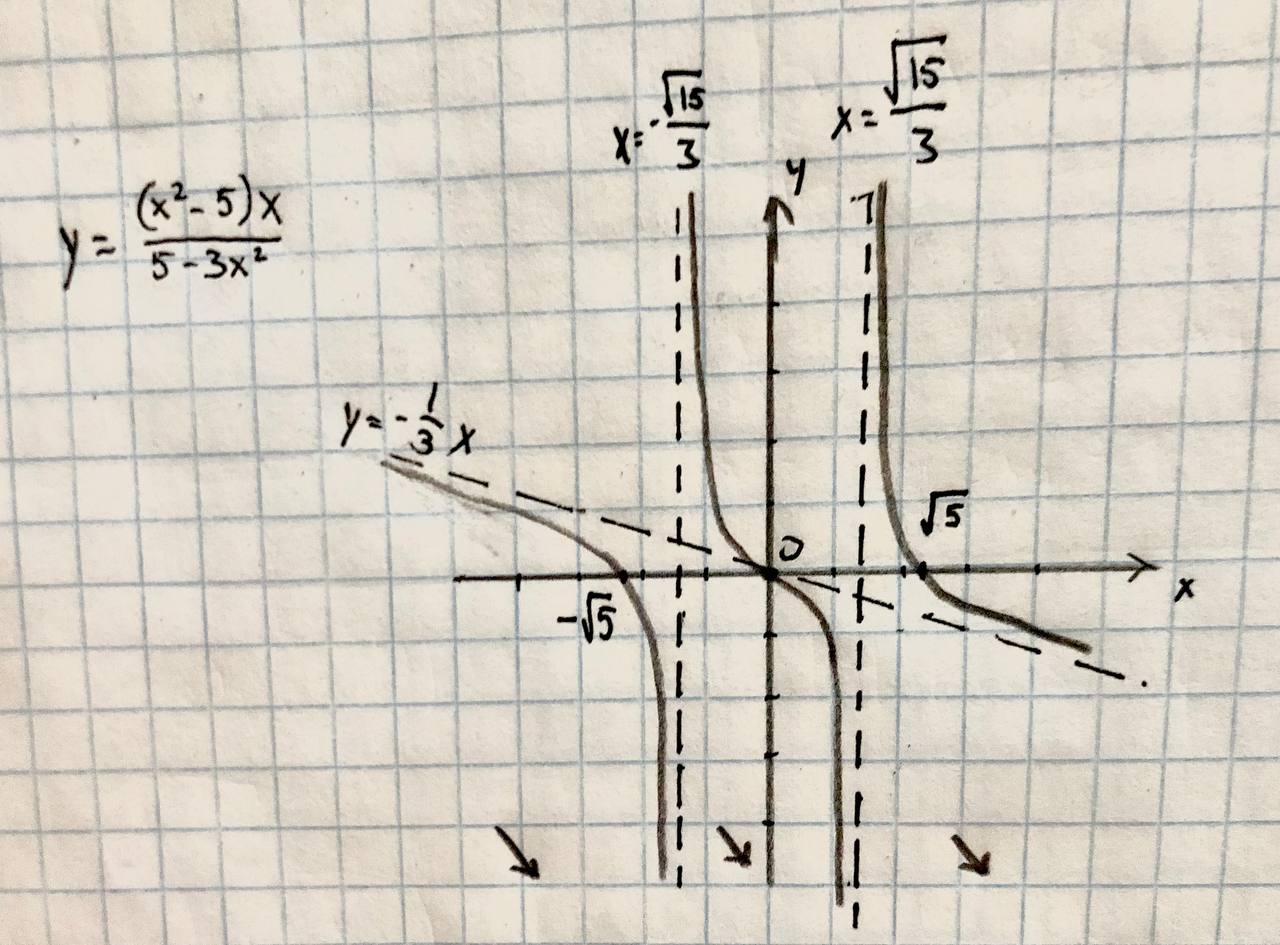 x=-√15/3
x=√15/3
y
y=(x²-5)x/5-3x²
y=-1/3 x
√5
0
x
-√5